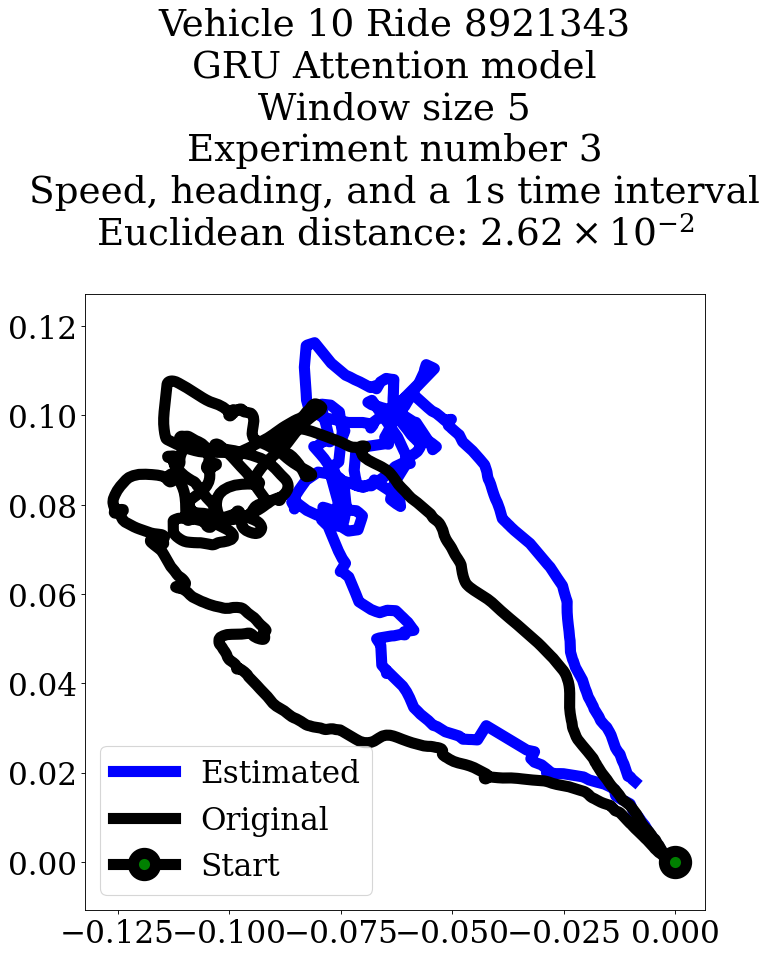 Vehicle 10 Ride 8921343
GRU Attention model
Window size 5
Experiment number 3
Speed, heading, and a 1s time interval
Euclidean distance: 2.62 × 10⁻²
0.12
0.10
0.08
0.06
0.04
0.02
0.00
Estimated
Original
Start
−0.125 −0.100 −0.075 −0.050 −0.025 0.000